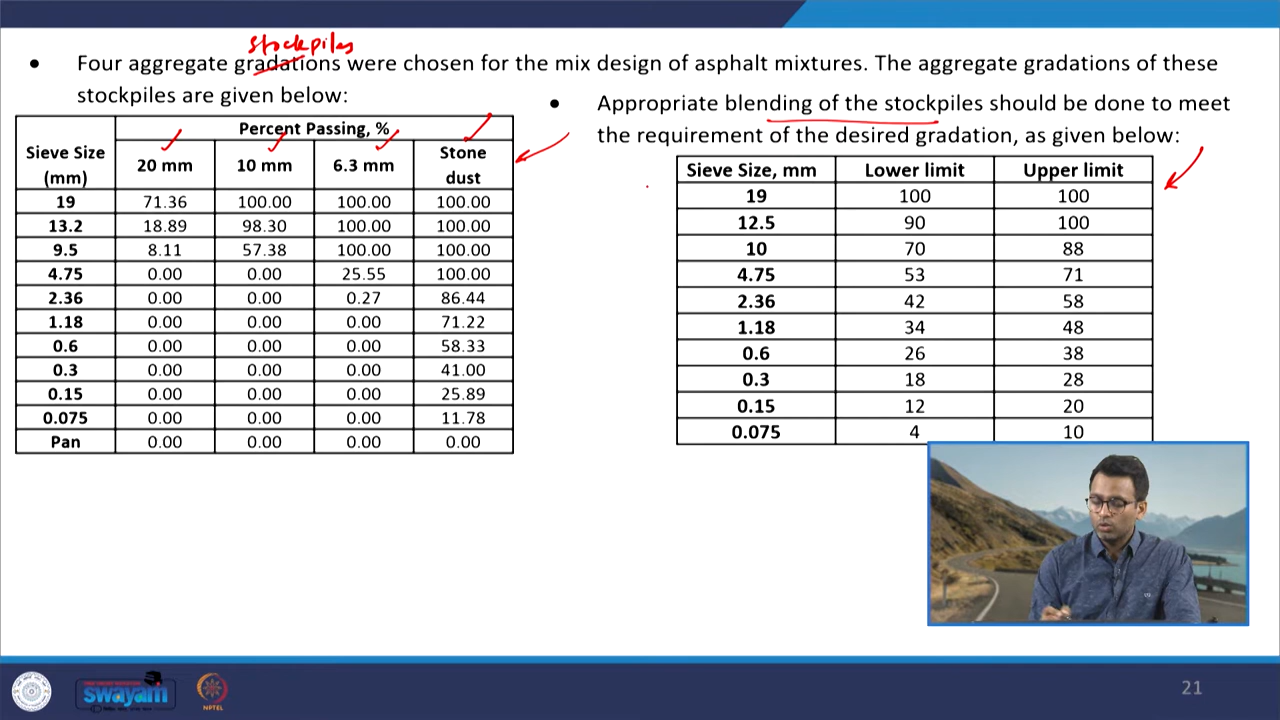 stockpiles
• Four aggregate gradations were chosen for the mix design of asphalt mixtures. The aggregate gradations of these
stockpiles are given below:
Percent Passing, %
Sieve Size (mm) 20 mm 10 mm 6.3 mm Stone dust
19 71.36 100.00 100.00 100.00
13.2 18.89 98.30 100.00 100.00
9.5 8.11 57.38 100.00 100.00
4.75 0.00 0.00 25.55 100.00
2.36 0.00 0.00 0.27 86.44
1.18 0.00 0.00 0.00 71.22
0.6 0.00 0.00 0.00 58.33
0.3 0.00 0.00 0.00 41.00
0.15 0.00 0.00 0.00 25.89
0.075 0.00 0.00 0.00 11.78
Pan 0.00 0.00 0.00 0.00
• Appropriate blending of the stockpiles should be done to meet
the requirement of the desired gradation, as given below:
Sieve Size, mm Lower limit Upper limit
19 100 100
12.5 90 100
10 70 88
4.75 53 71
2.36 42 58
1.18 34 48
0.6 26 38
0.3 18 28
0.15 12 20
0.075 4 10
swayam
NPTEL
21